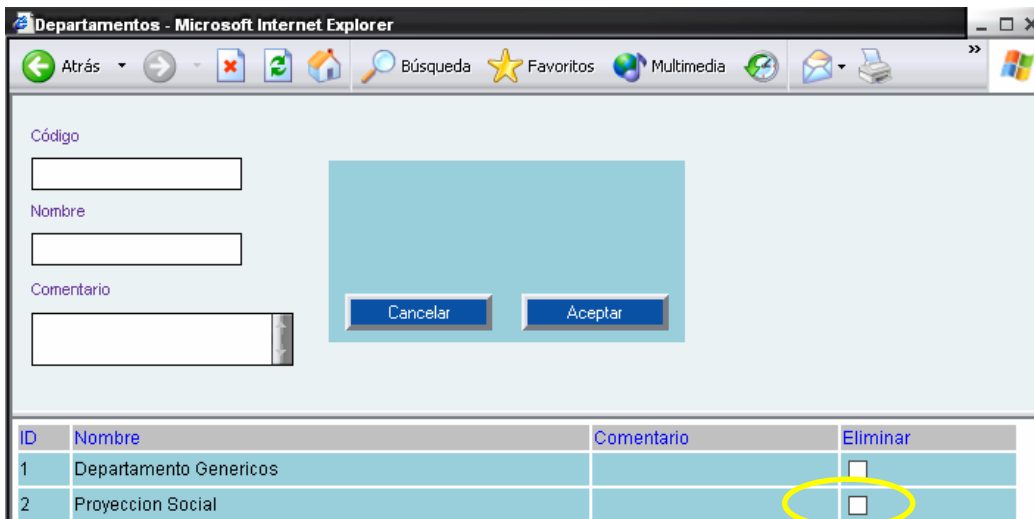 Departamentos - Microsoft Internet Explorer
Atrás Búsqueda Favoritos Multimedia »
Código
Nombre
Comentario
Cancelar Aceptar
ID Nombre Comentario Eliminar
1 Departamento Genericos
2 Proyeccion Social